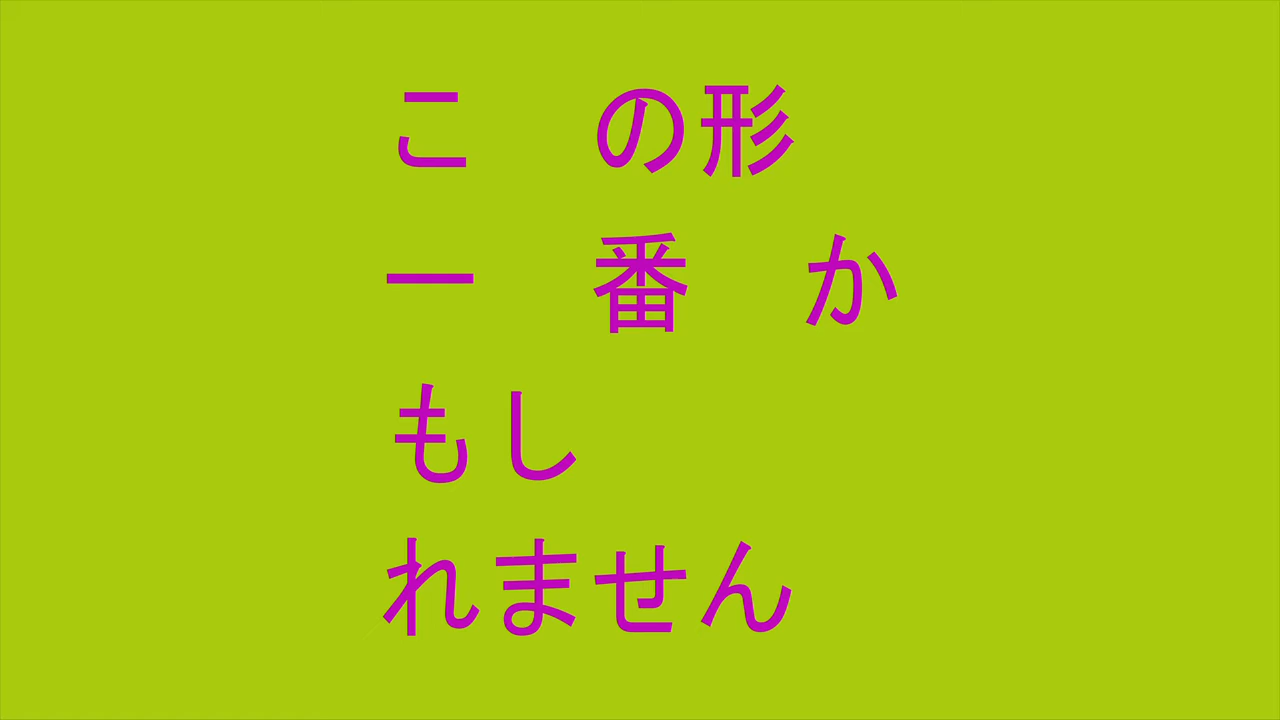 こ　の形
一　番　か
もし
れません